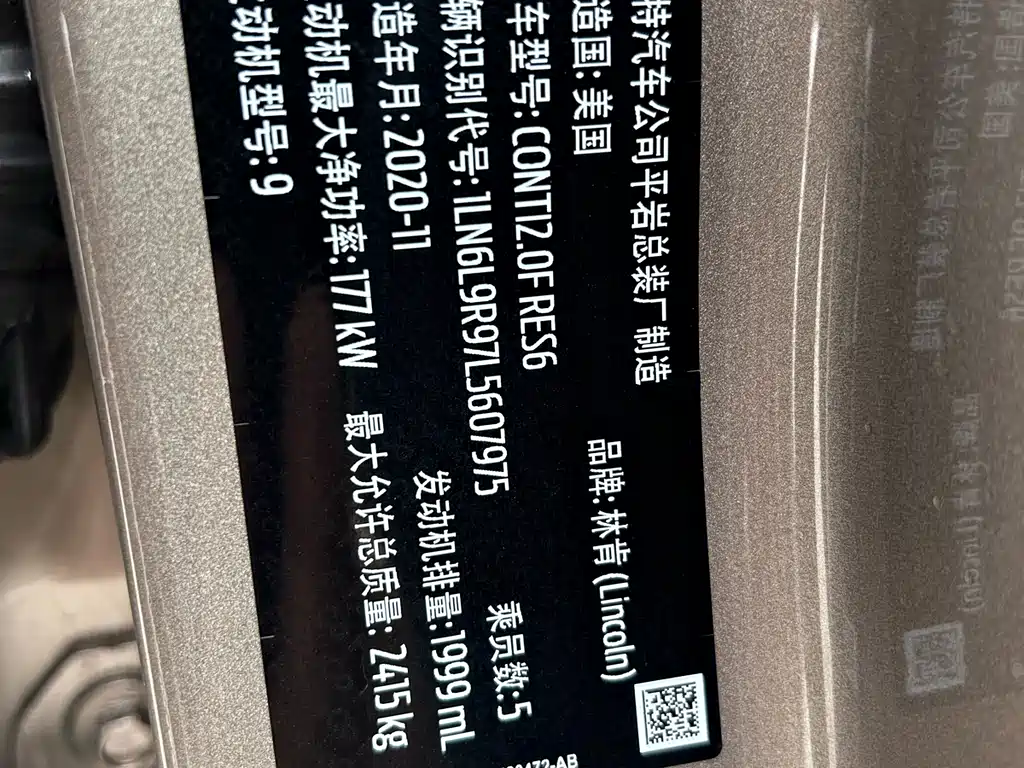 特汽车公司平岩总装厂制造
造国: 美国 品牌: 林肯 (Lincoln)
车型号: CONTI2.0F RES6
辆识别代号: 1LN6L9R97L5607975 乘员数: 5
造年月: 2020-11 发动机排量: 1999 mL
动机最大净功率: 177 kW 最大允许总质量: 2415 kg
动机型号: 9
472-AB